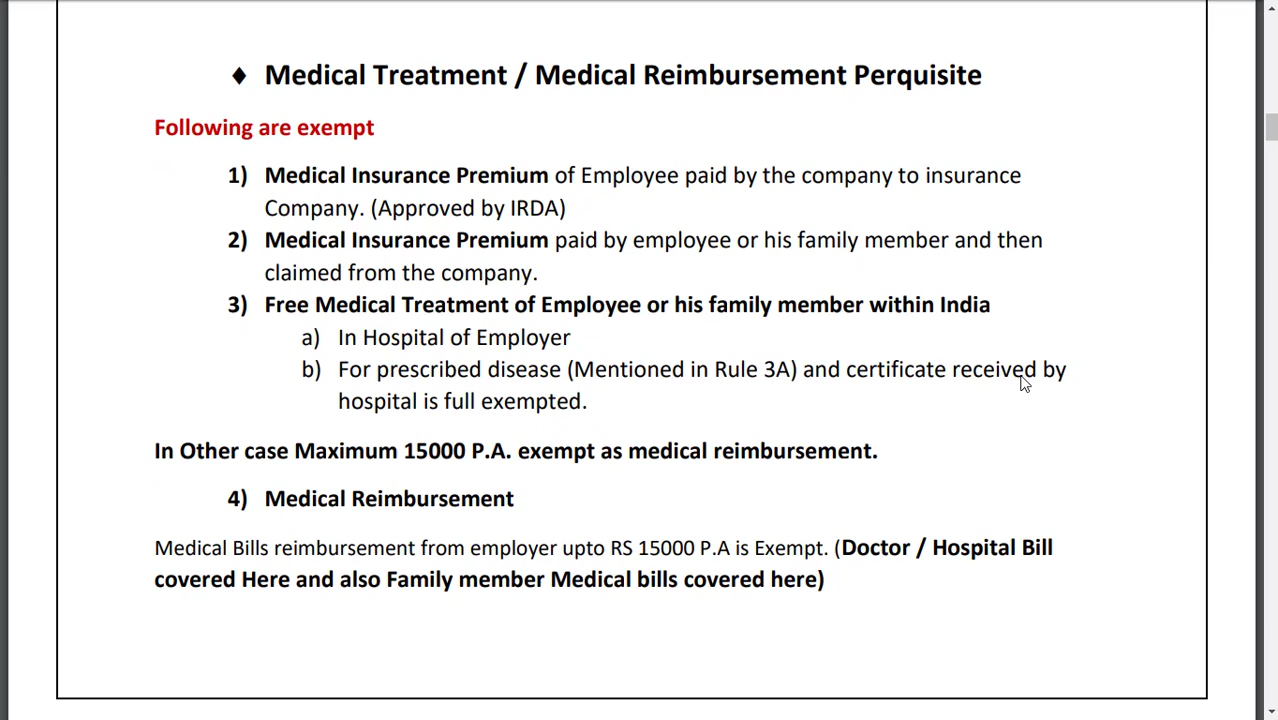 ♦ Medical Treatment / Medical Reimbursement Perquisite
Following are exempt
1) Medical Insurance Premium of Employee paid by the company to insurance
Company. (Approved by IRDA)
2) Medical Insurance Premium paid by employee or his family member and then
claimed from the company.
3) Free Medical Treatment of Employee or his family member within India
a) In Hospital of Employer
b) For prescribed disease (Mentioned in Rule 3A) and certificate received by
hospital is full exempted.
In Other case Maximum 15000 P.A. exempt as medical reimbursement.
4) Medical Reimbursement
Medical Bills reimbursement from employer upto RS 15000 P.A is Exempt. (Doctor / Hospital Bill
covered Here and also Family member Medical bills covered here)